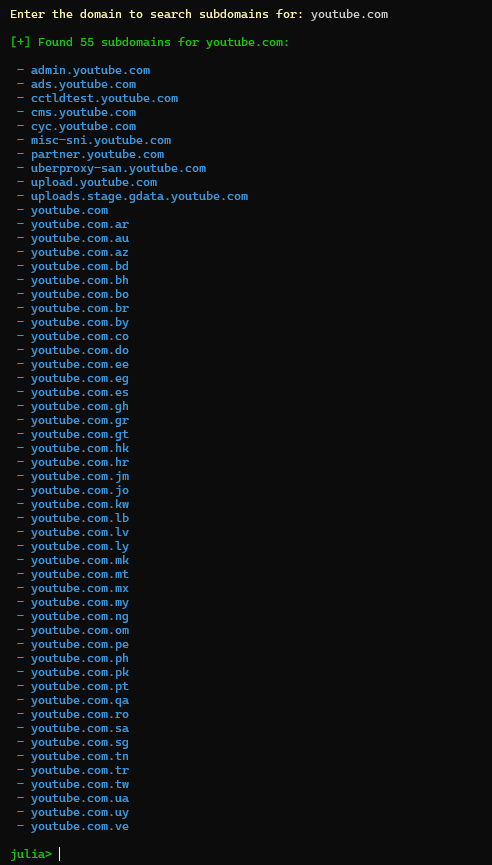 Enter the domain to search subdomains for: youtube.com
[+] Found 55 subdomains for youtube.com:
- admin.youtube.com
- ads.youtube.com
- cctldtest.youtube.com
- cms.youtube.com
- cyc.youtube.com
- misc-sni.youtube.com
- partner.youtube.com
- uberproxy-san.youtube.com
- upload.youtube.com
- uploads.stage.gdata.youtube.com
- youtube.com
- youtube.com.ar
- youtube.com.au
- youtube.com.az
- youtube.com.bd
- youtube.com.bh
- youtube.com.bo
- youtube.com.br
- youtube.com.by
- youtube.com.co
- youtube.com.do
- youtube.com.ee
- youtube.com.eg
- youtube.com.es
- youtube.com.gh
- youtube.com.gr
- youtube.com.gt
- youtube.com.hk
- youtube.com.hr
- youtube.com.jm
- youtube.com.jo
- youtube.com.kw
- youtube.com.lb
- youtube.com.lv
- youtube.com.ly
- youtube.com.mk
- youtube.com.mt
- youtube.com.mx
- youtube.com.my
- youtube.com.ng
- youtube.com.om
- youtube.com.pe
- youtube.com.ph
- youtube.com.pk
- youtube.com.pt
- youtube.com.qa
- youtube.com.ro
- youtube.com.sa
- youtube.com.sg
- youtube.com.tn
- youtube.com.tr
- youtube.com.tw
- youtube.com.ua
- youtube.com.uy
- youtube.com.ve
julia>